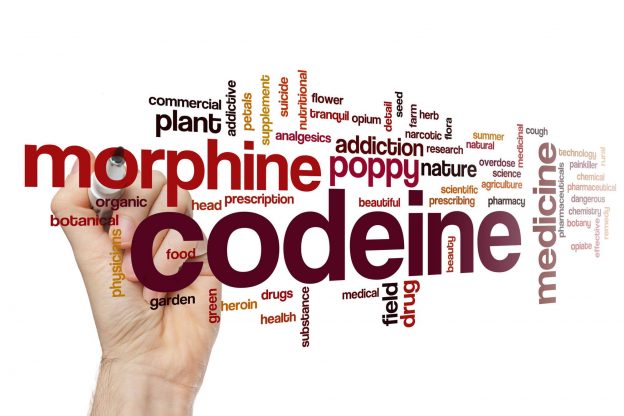 commercial
plant
addictive
petals
supplement
suicide
nutritional
flower
tranquil
opium
detail
seed
farm
herb
analgesics
addiction
narcotic
flora
research
summer
natural
medicinal
cough
morphine
poppy
nature
overdose
science
scientific
agriculture
prescribing
pharmacy
organic
botanical
head
prescription
beautiful
codeine
medicine
technology
painkiller
rural
chemical
pharmaceuticals
pharmaceutical
dangerous
chemistry
botany
effective
remedy
opiate
physicians
food
garden
green
heroin
drugs
health
substance
medical
field
drug
beauty